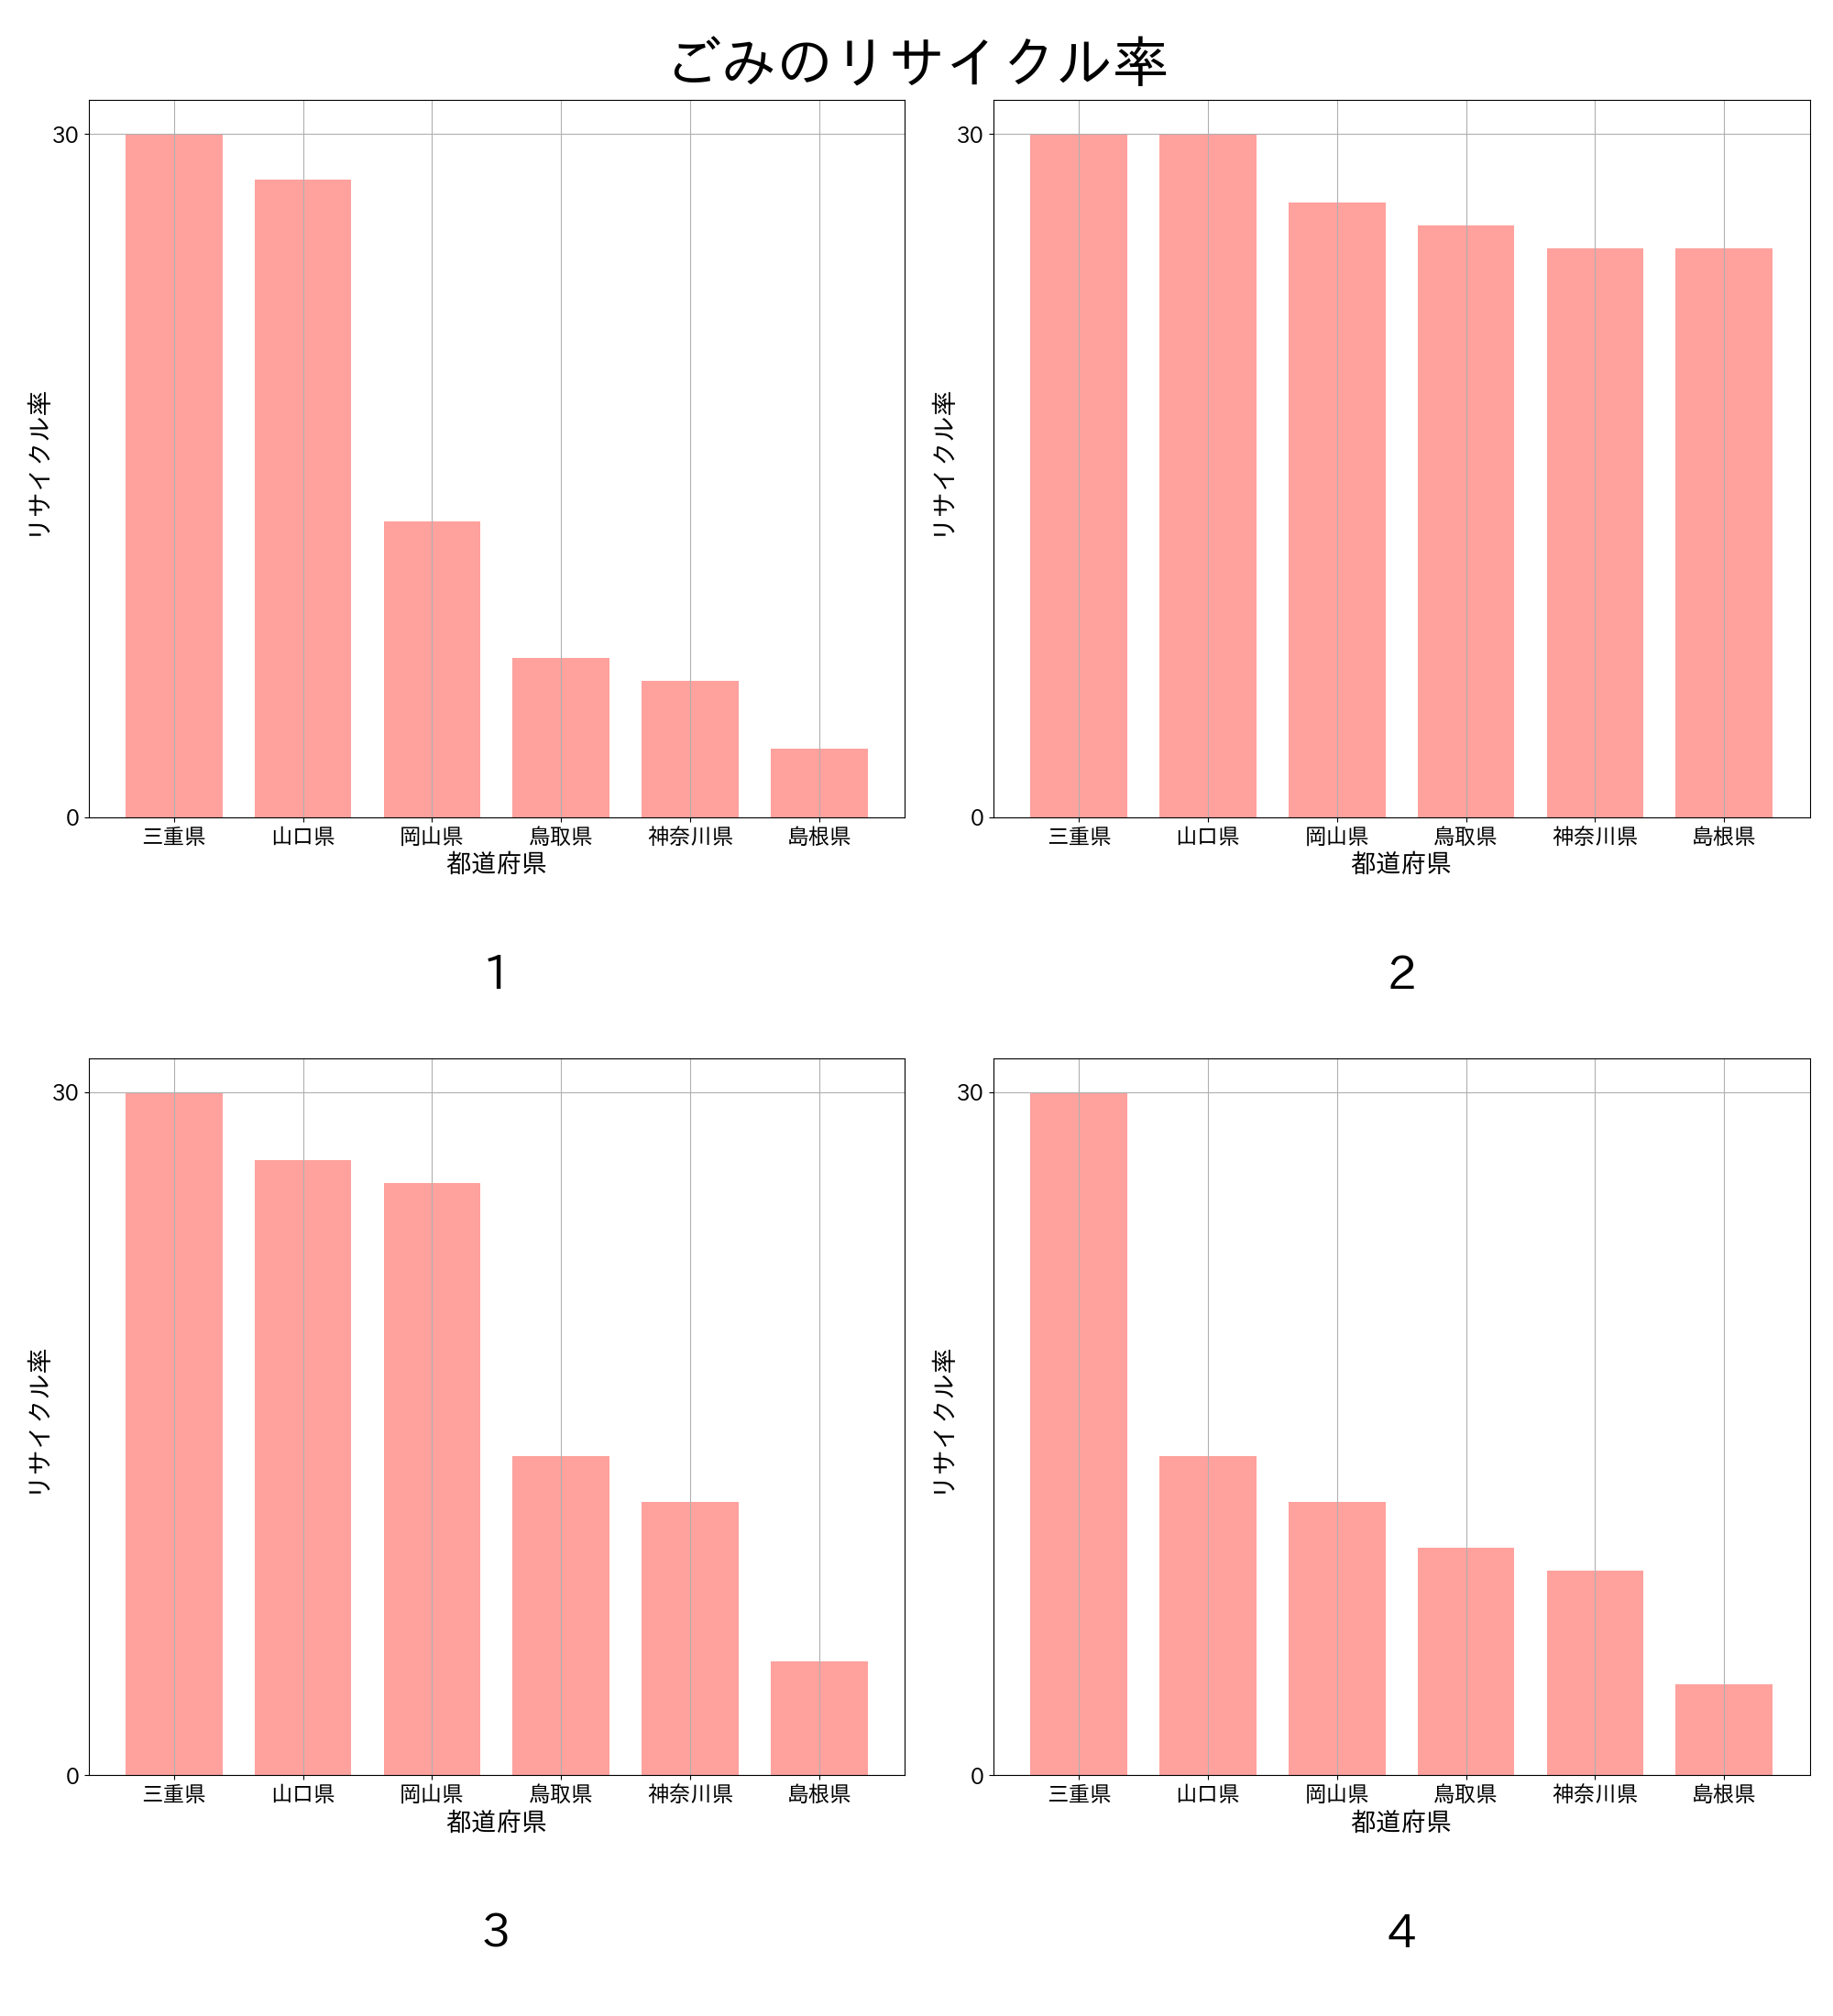 ごみのリサイクル率
30
0
リサイクル率
三重県 山口県 岡山県 鳥取県 神奈川県 島根県
都道府県
1
30
0
リサイクル率
三重県 山口県 岡山県 鳥取県 神奈川県 島根県
都道府県
2
30
0
リサイクル率
三重県 山口県 岡山県 鳥取県 神奈川県 島根県
都道府県
3
30
0
リサイクル率
三重県 山口県 岡山県 鳥取県 神奈川県 島根県
都道府県
4